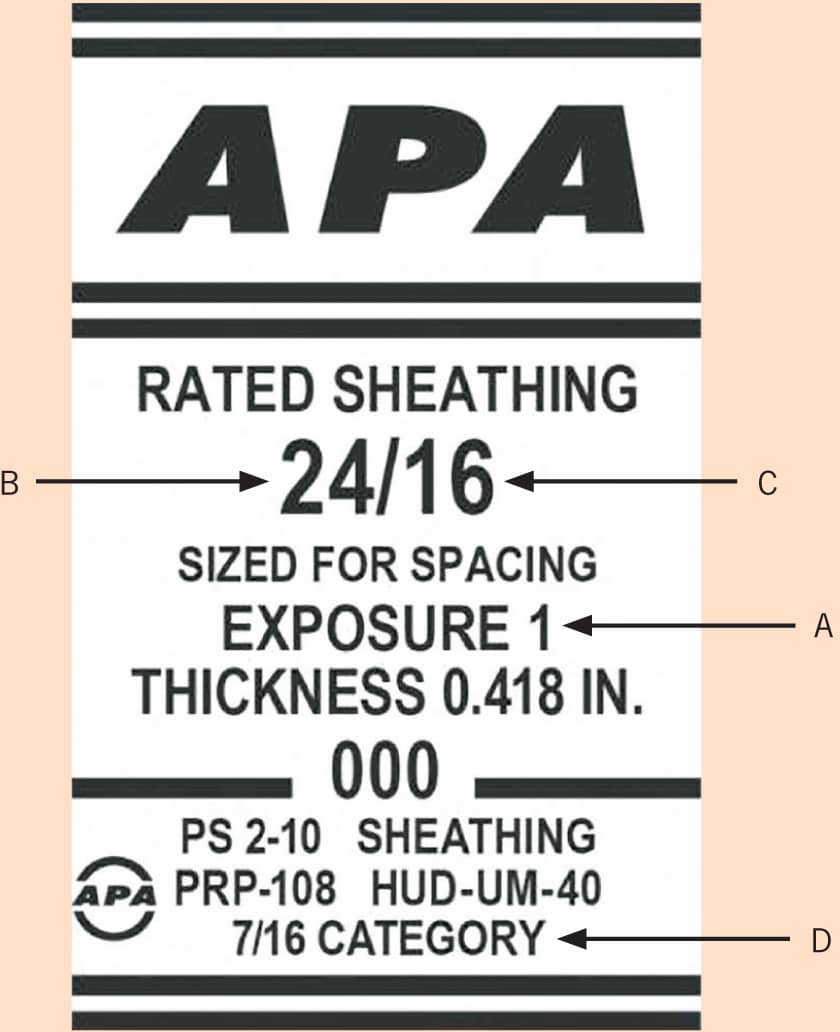 APA
RATED SHEATHING
B 24/16 C
SIZED FOR SPACING
EXPOSURE 1 A
THICKNESS 0.418 IN.
000
PS 2-10 SHEATHING
APA PRP-108 HUD-UM-40
7/16 CATEGORY D